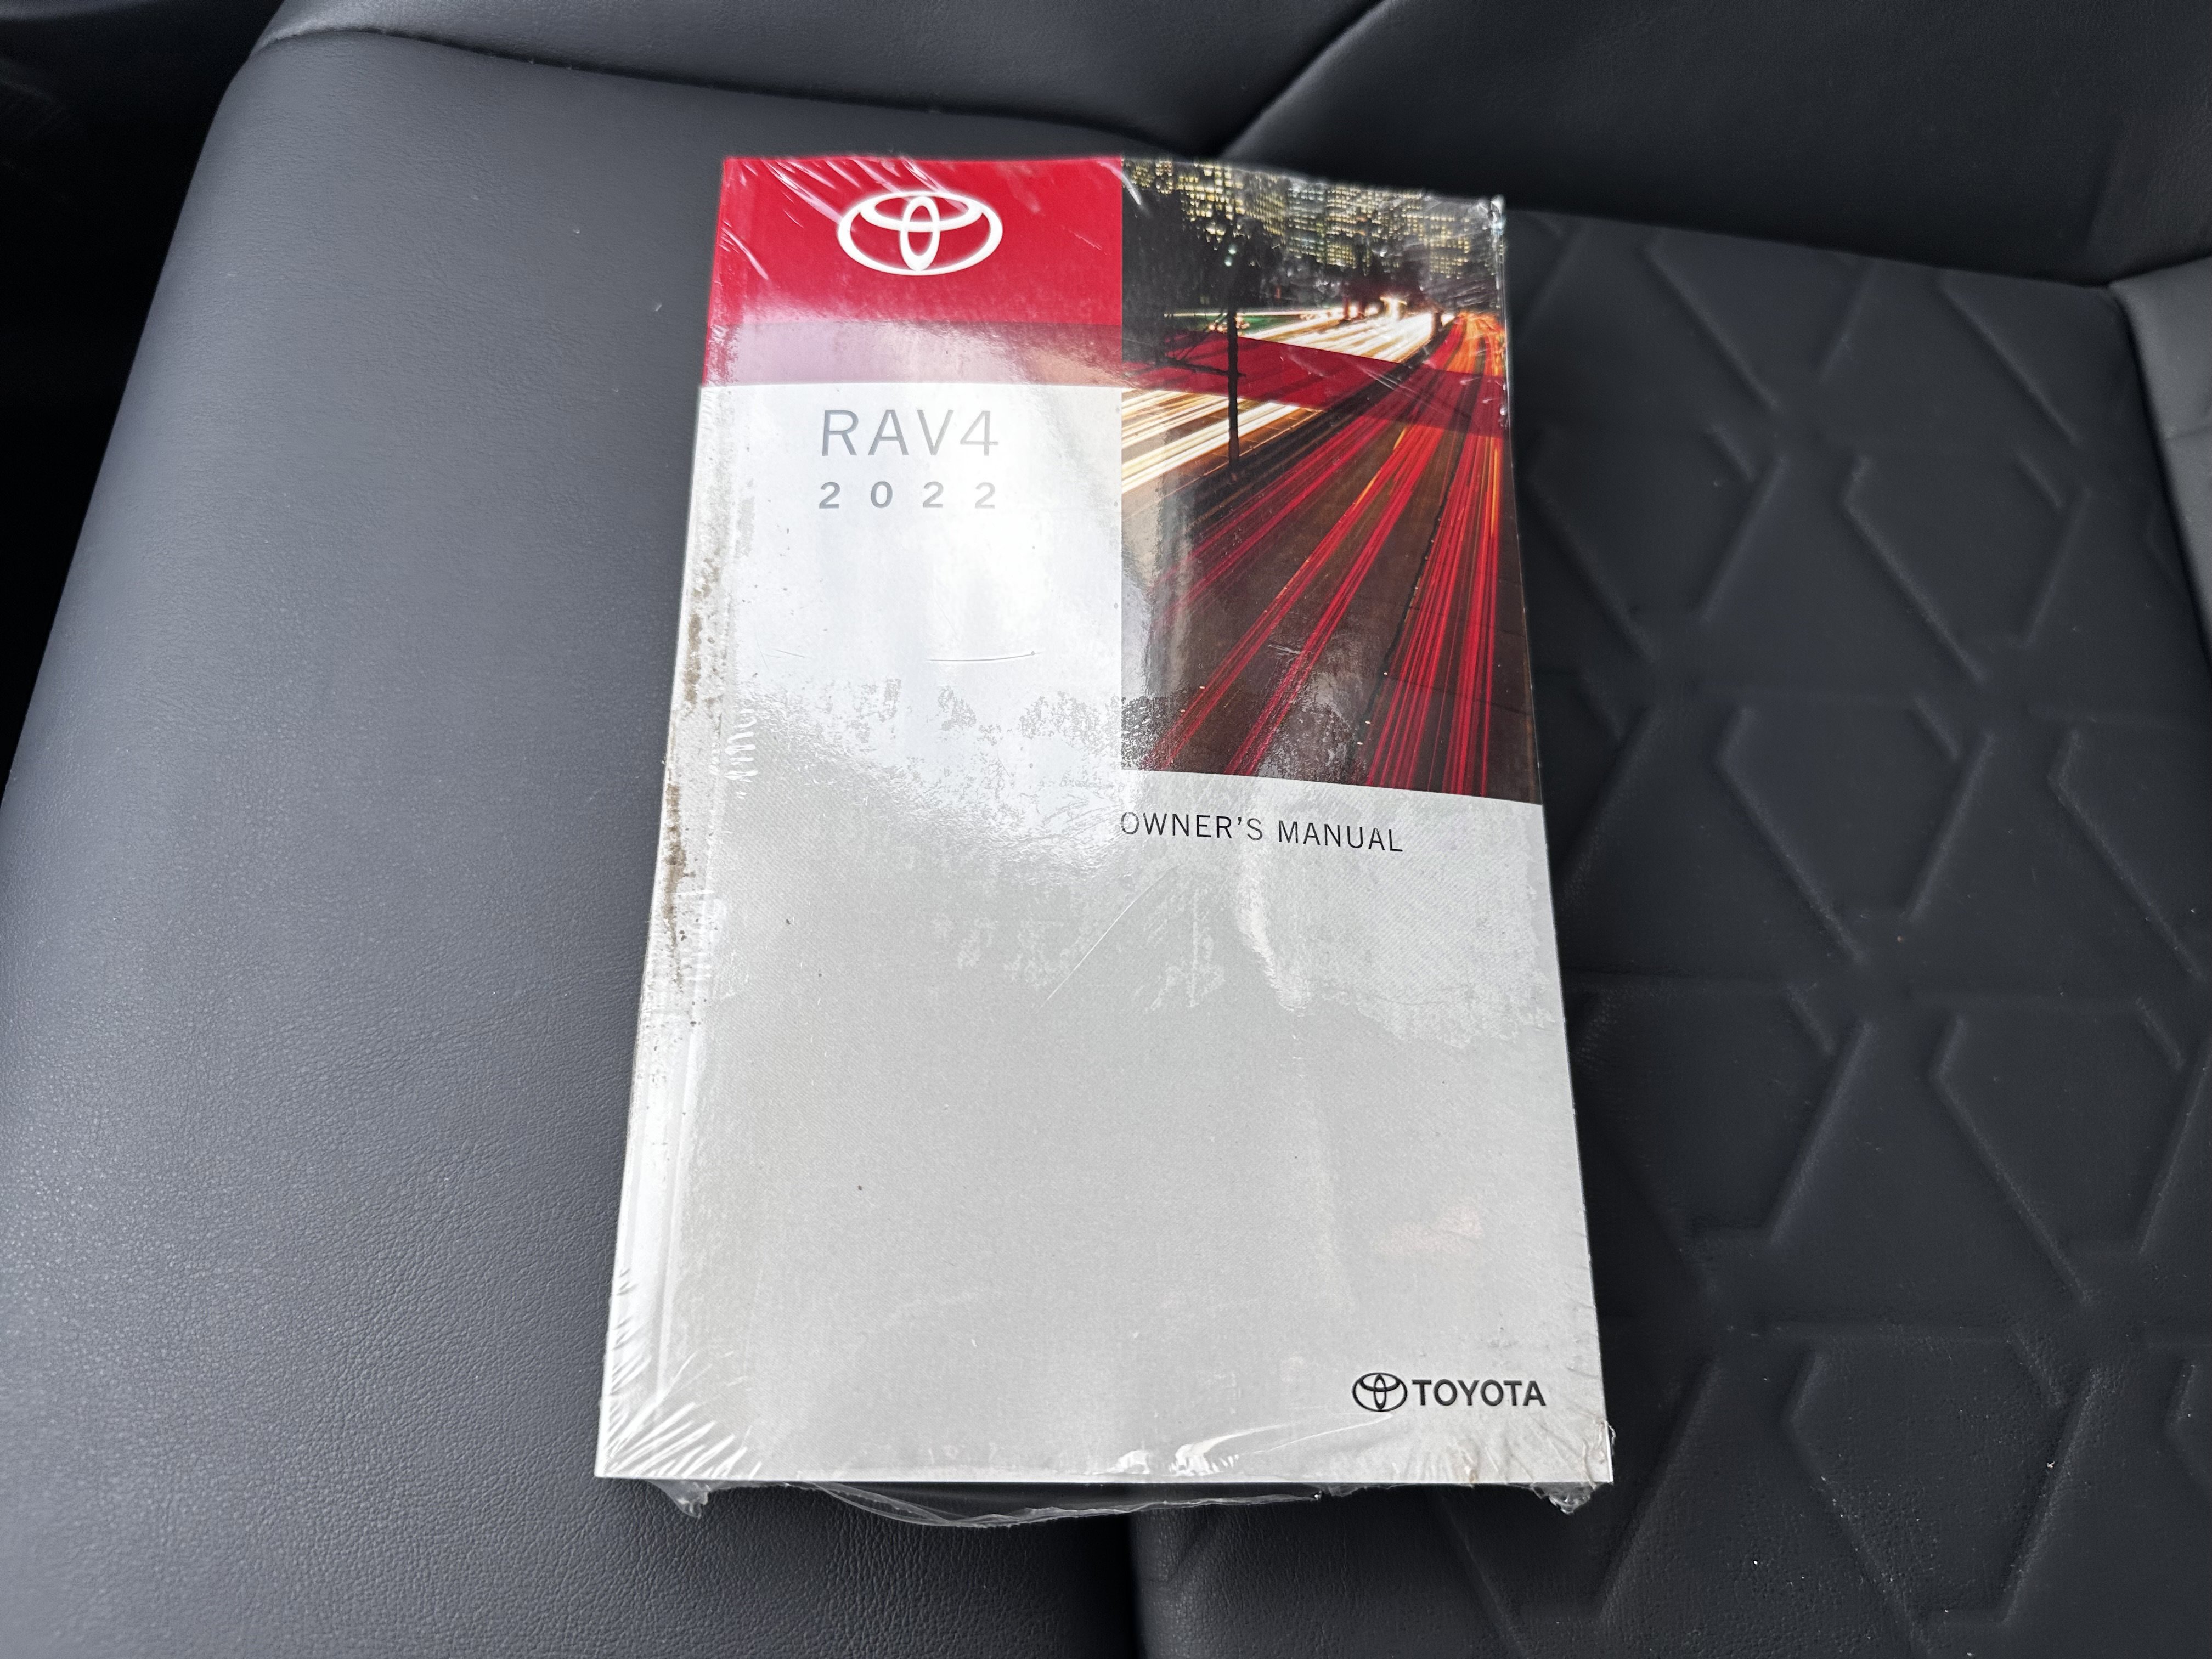 RAV4
2022
OWNER'S MANUAL
TOYOTA